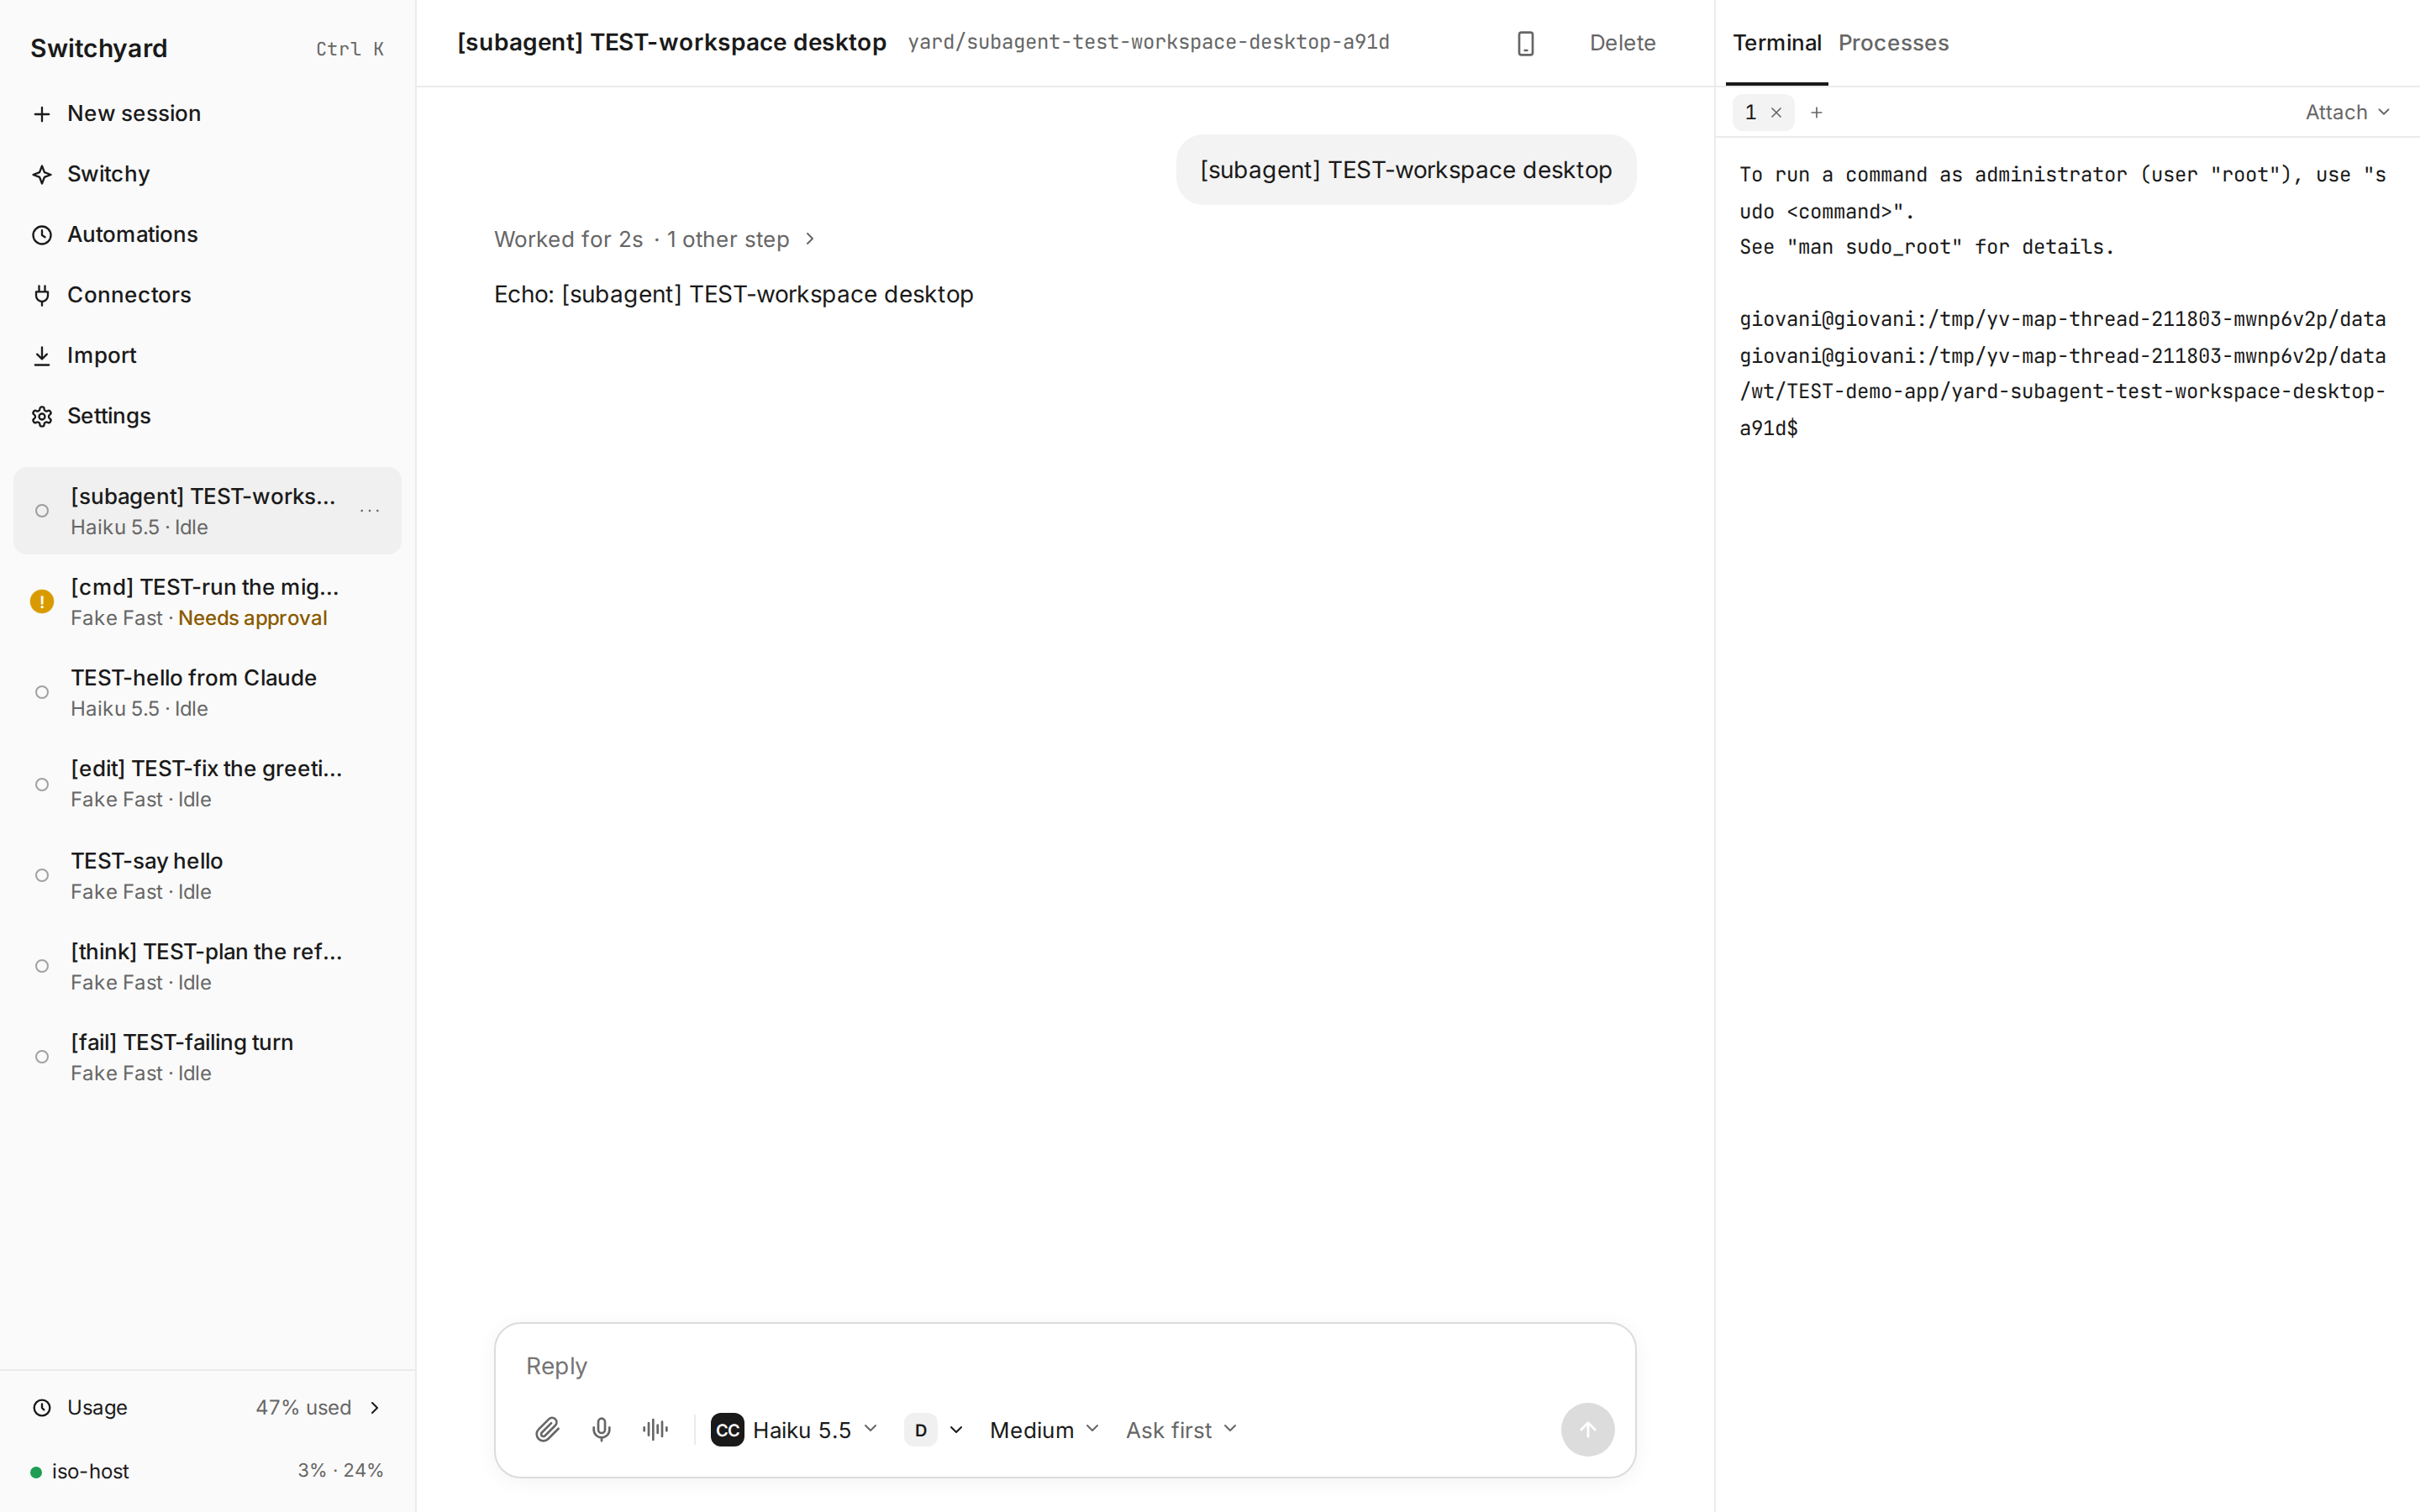 Switchyard Ctrl K
New session
Switchy
Automations
Connectors
Import
Settings
[subagent] TEST-works... ...
Haiku 5.5 · Idle
[cmd] TEST-run the mig...
Fake Fast · Needs approval
TEST-hello from Claude
Haiku 5.5 · Idle
[edit] TEST-fix the greeti...
Fake Fast · Idle
TEST-say hello
Fake Fast · Idle
[think] TEST-plan the ref...
Fake Fast · Idle
[fail] TEST-failing turn
Fake Fast · Idle
Usage 47% used
iso-host 3% · 24%
[subagent] TEST-workspace desktop yard/subagent-test-workspace-desktop-a91d Delete
[subagent] TEST-workspace desktop
Worked for 2s · 1 other step
Echo: [subagent] TEST-workspace desktop
Reply
CC Haiku 5.5 D Medium Ask first
Terminal Processes
1 × + Attach
To run a command as administrator (user "root"), use "s
udo <command>".
See "man sudo_root" for details.
giovani@giovani:/tmp/yv-map-thread-211803-mwnp6v2p/data
giovani@giovani:/tmp/yv-map-thread-211803-mwnp6v2p/data
/wt/TEST-demo-app/yard-subagent-test-workspace-desktop-
a91d$